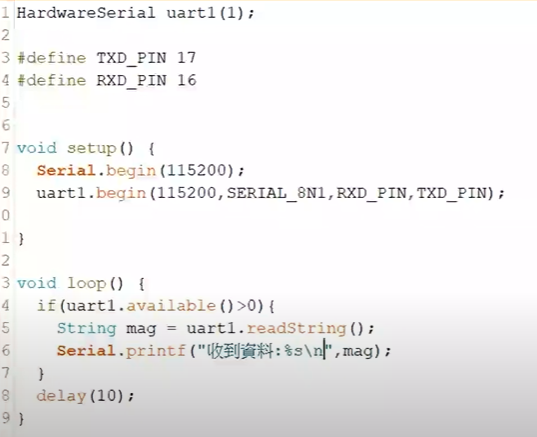 1 HardwareSerial uart1(1);
2
3 #define TXD_PIN 17
4 #define RXD_PIN 16
5
6
7 void setup() {
8   Serial.begin(115200);
9   uart1.begin(115200,SERIAL_8N1,RXD_PIN,TXD_PIN);
0
1 }
2
3 void loop() {
4   if(uart1.available()>0){
5     String mag = uart1.readString();
6     Serial.printf("收到資料:%s\n",mag);
7   }
8   delay(10);
9 }